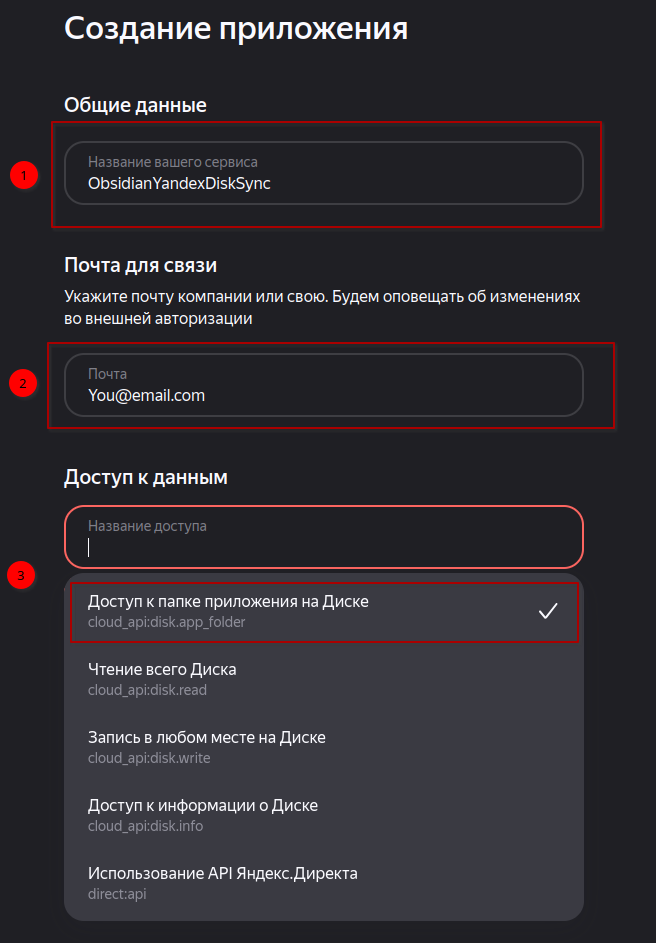 Создание приложения
Общие данные
1
Название вашего сервиса
ObsidianYandexDiskSync
Почта для связи
Укажите почту компании или свою. Будем оповещать об изменениях
во внешней авторизации
2
Почта
You@email.com
Доступ к данным
Название доступа
3
Доступ к папке приложения на Диске
cloud_api:disk.app_folder
Чтение всего Диска
cloud_api:disk.read
Запись в любом месте на Диске
cloud_api:disk.write
Доступ к информации о Диске
cloud_api:disk.info
Использование API Яндекс.Директа
direct:api